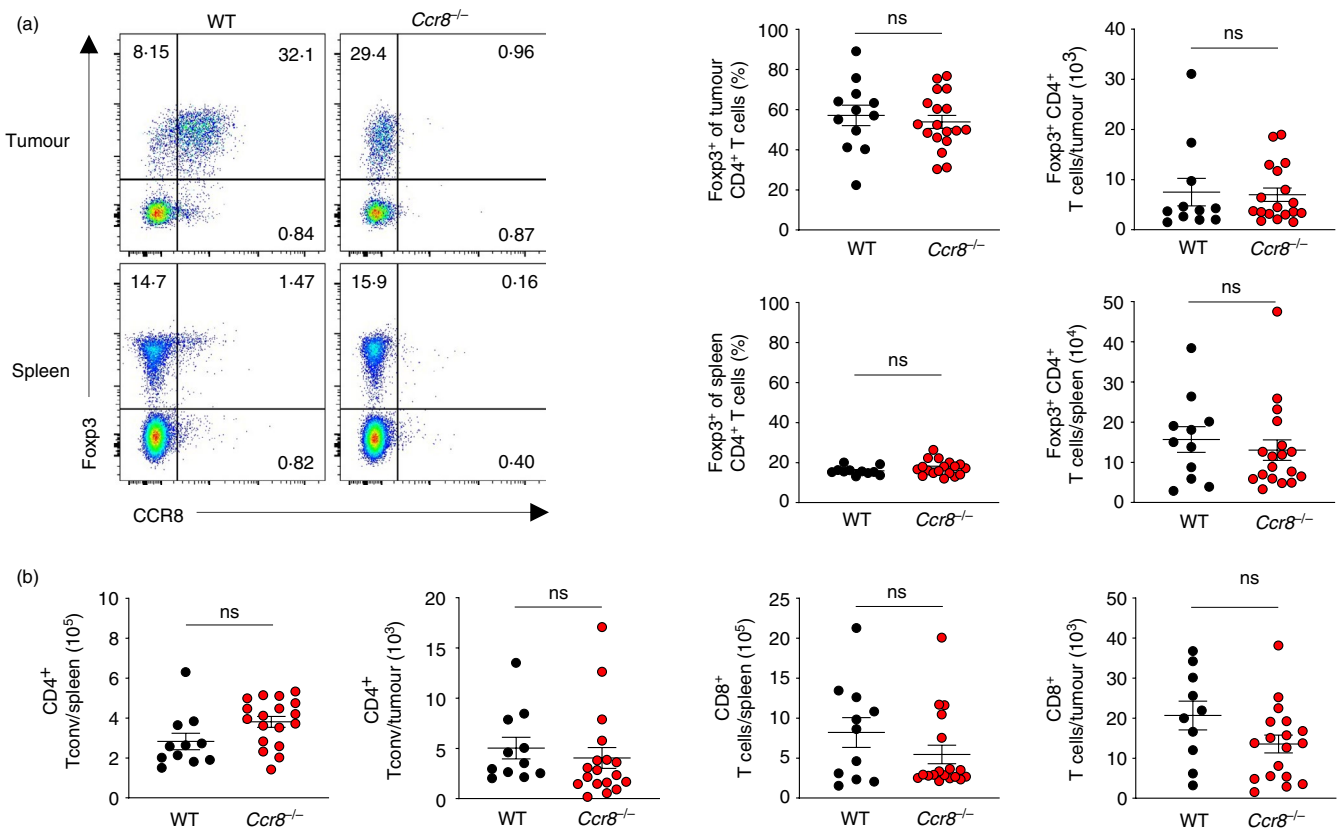 (a)
WT
Ccr8–/–
Tumour
8·15
32·1
0·84
29·4
0·96
0·87
Spleen
14·7
1·47
0·82
15·9
0·16
0·40
Foxp3
CCR8
Foxp3+ of tumour
CD4+ T cells (%)
100
80
60
40
20
0
ns
WT
Ccr8–/–
Foxp3+ CD4+
T cells/tumour (10³)
40
30
20
10
0
ns
WT
Ccr8–/–
Foxp3+ of spleen
CD4+ T cells (%)
100
80
60
40
20
0
ns
WT
Ccr8–/–
Foxp3+ CD4+
T cells/spleen (10⁴)
50
40
30
20
10
0
ns
WT
Ccr8–/–
(b)
CD4+
Tconv/spleen (10⁵)
10
8
6
4
2
0
ns
WT
Ccr8–/–
CD4+
Tconv/tumour (10³)
20
15
10
5
0
ns
WT
Ccr8–/–
CD8+
T cells/spleen (10⁵)
25
20
15
10
5
0
ns
WT
Ccr8–/–
CD8+
T cells/tumour (10³)
50
40
30
20
10
0
ns
WT
Ccr8–/–